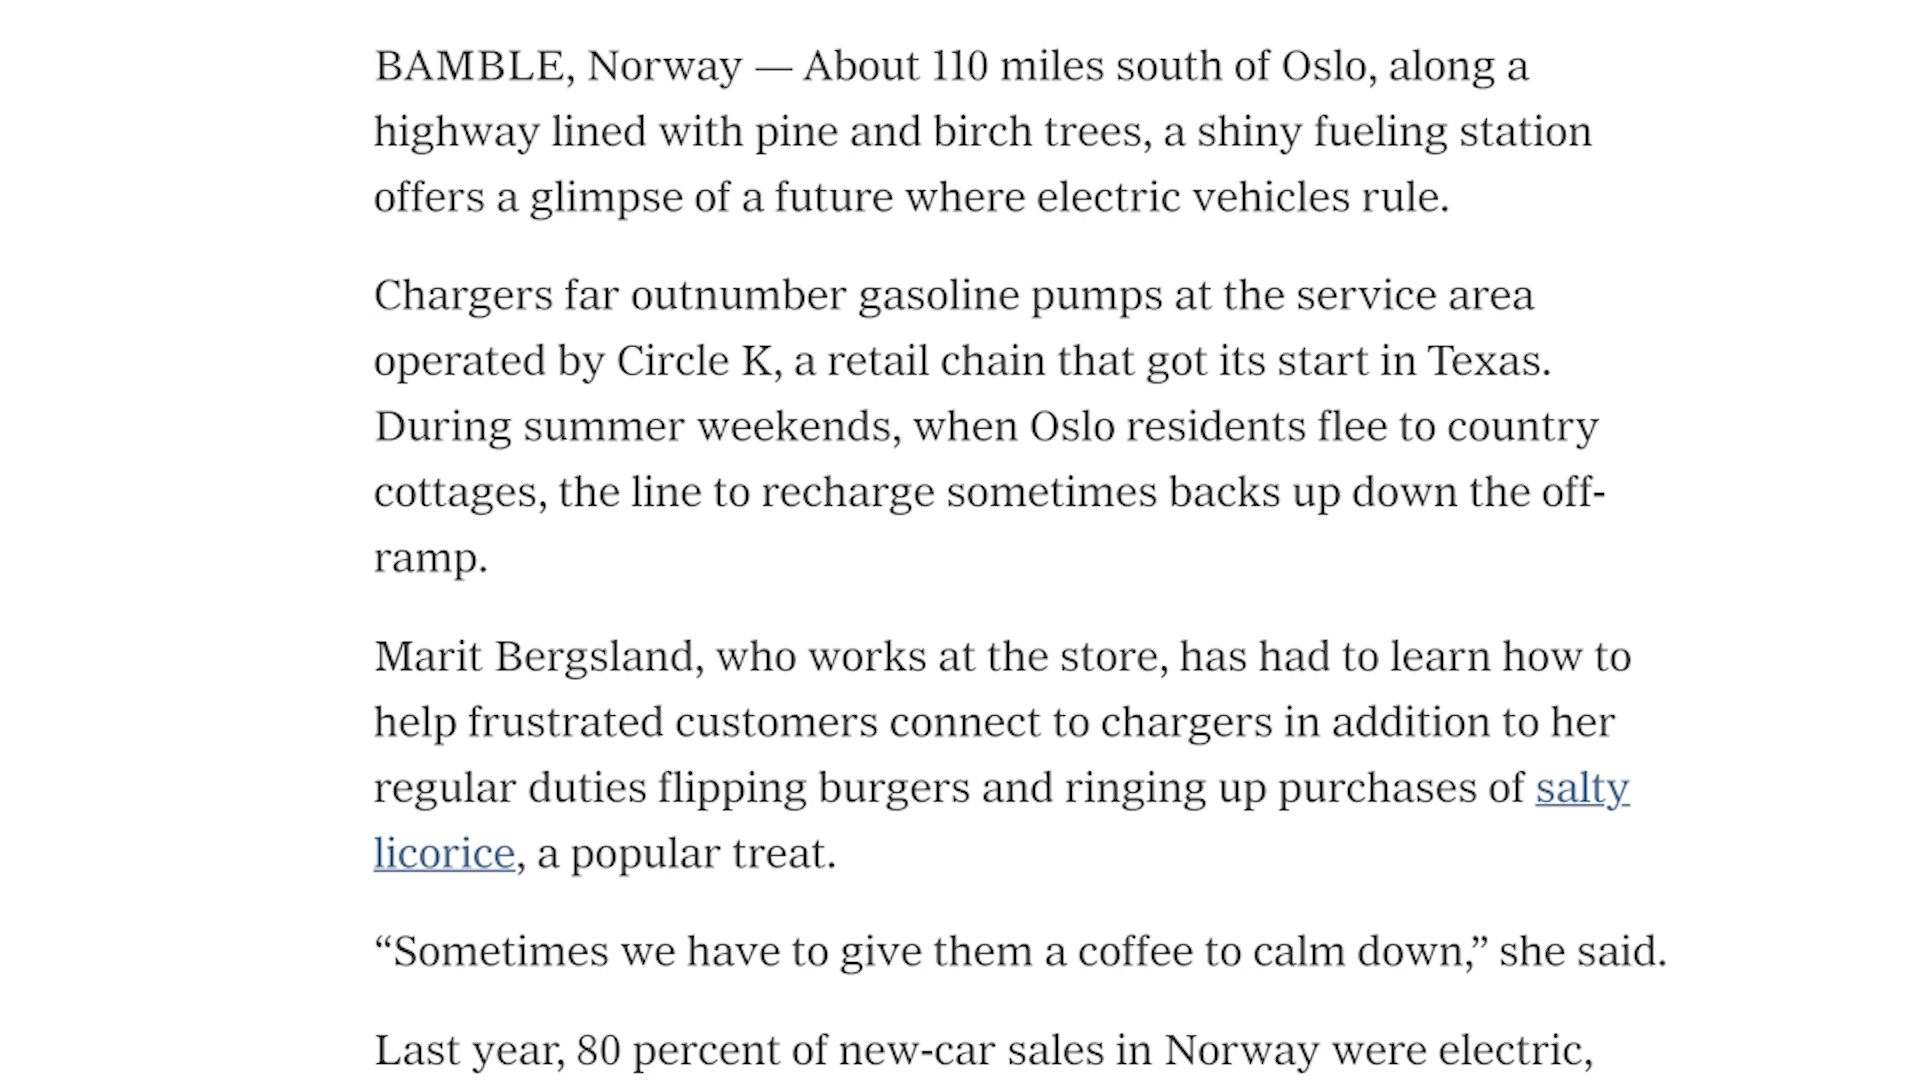 BAMBLE, Norway — About 110 miles south of Oslo, along a
highway lined with pine and birch trees, a shiny fueling station
offers a glimpse of a future where electric vehicles rule.
Chargers far outnumber gasoline pumps at the service area
operated by Circle K, a retail chain that got its start in Texas.
During summer weekends, when Oslo residents flee to country
cottages, the line to recharge sometimes backs up down the off-
ramp.
Marit Bergsland, who works at the store, has had to learn how to
help frustrated customers connect to chargers in addition to her
regular duties flipping burgers and ringing up purchases of salty
licorice, a popular treat.
“Sometimes we have to give them a coffee to calm down,” she said.
Last year, 80 percent of new-car sales in Norway were electric,